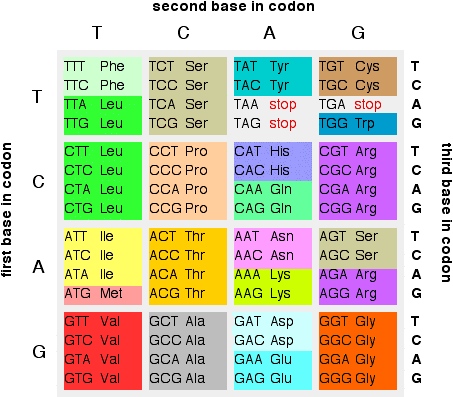 second base in codon
T C A G
first base in codon
T
TTT Phe TCT Ser TAT Tyr TGT Cys T
TTC Phe TCC Ser TAC Tyr TGC Cys C
TTA Leu TCA Ser TAA stop TGA stop A
TTG Leu TCG Ser TAG stop TGG Trp G
C
CTT Leu CCT Pro CAT His CGT Arg T
CTC Leu CCC Pro CAC His CGC Arg C
CTA Leu CCA Pro CAA Gln CGA Arg A
CTG Leu CCG Pro CAG Gln CGG Arg G
A
ATT Ile ACT Thr AAT Asn AGT Ser T
ATC Ile ACC Thr AAC Asn AGC Ser C
ATA Ile ACA Thr AAA Lys AGA Arg A
ATG Met ACG Thr AAG Lys AGG Arg G
G
GTT Val GCT Ala GAT Asp GGT Gly T
GTC Val GCC Ala GAC Asp GGC Gly C
GTA Val GCA Ala GAA Glu GGA Gly A
GTG Val GCG Ala GAG Glu GGG Gly G
third base in codon